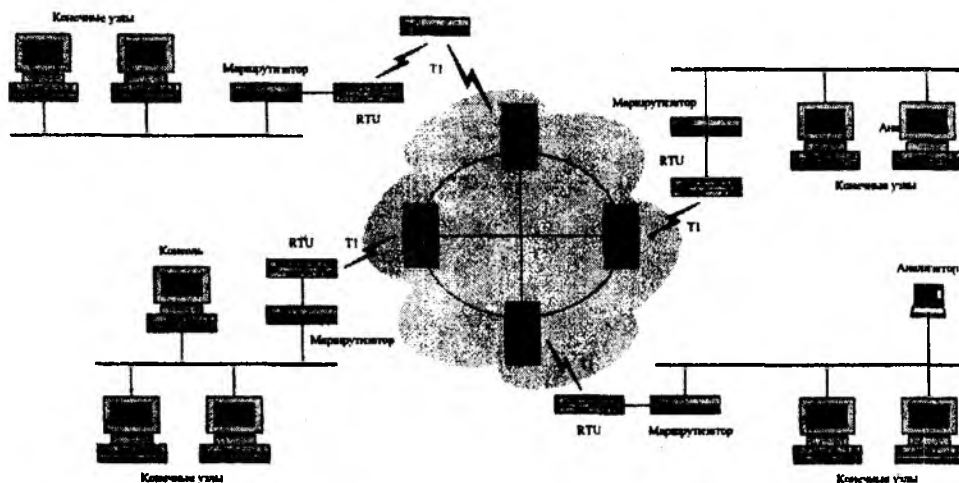 Конечные узлы
Маршрутизатор
RTU
T1
Маршрутизатор
RTU
T1
Конечные узлы
Консоль
RTU
T1
Маршрутизатор
Конечные узлы
Анализатор
RTU
Маршрутизатор
Конечные узлы